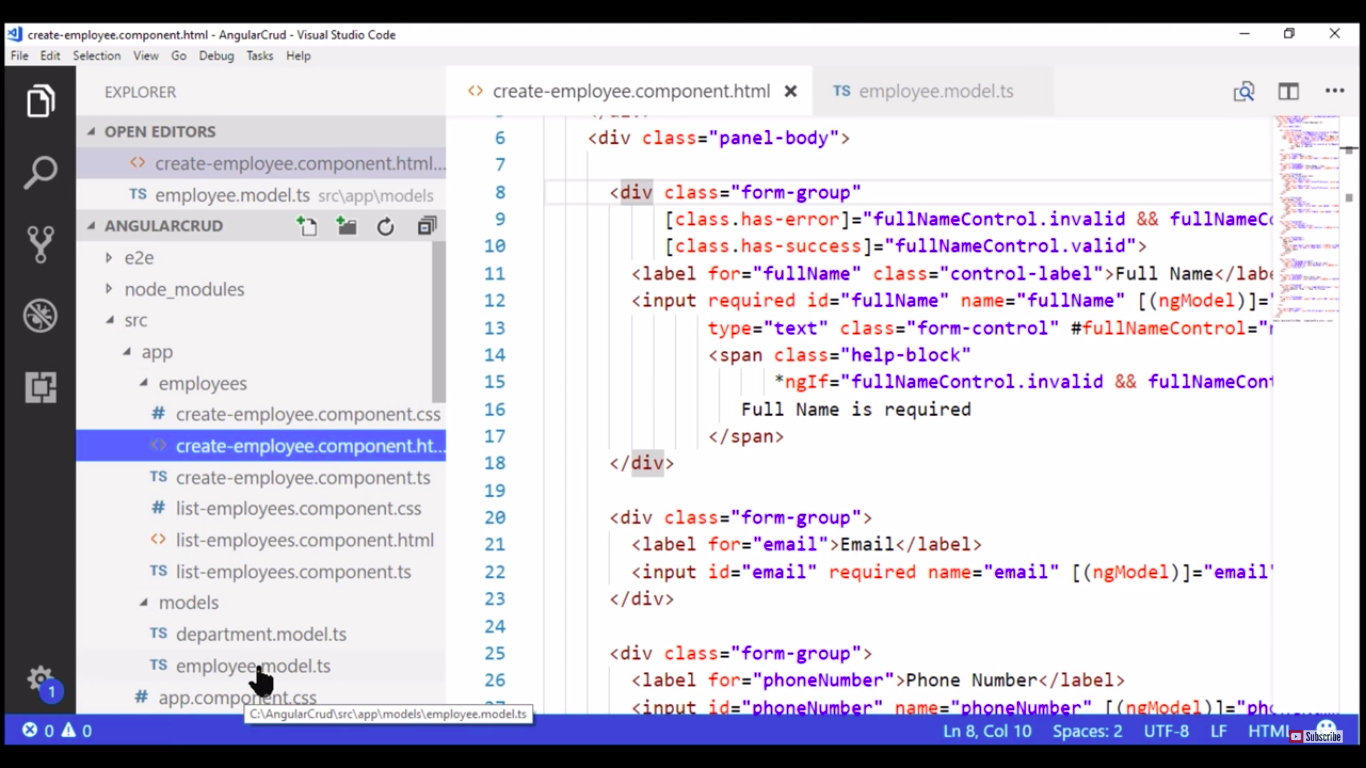 create-employee.component.html - AngularCrud - Visual Studio Code
File Edit Selection View Go Debug Tasks Help
EXPLORER
OPEN EDITORS
create-employee.component.html...
TS employee.model.ts src\app\models
ANGULARCRUD
e2e
node_modules
src
app
employees
# create-employee.component.css
<> create-employee.component.ht...
TS create-employee.component.ts
# list-employees.component.css
<> list-employees.component.html
TS list-employees.component.ts
models
TS department.model.ts
TS employee.model.ts
# app.component.css
C:\AngularCrud\src\app\models\employee.model.ts
1
<> create-employee.component.html
TS employee.model.ts
6 <div class="panel-body">
7
8 <div class="form-group"
9 [class.has-error]="fullNameControl.invalid && fullNameC
10 [class.has-success]="fullNameControl.valid">
11 <label for="fullName" class="control-label">Full Name</labe
12 <input required id="fullName" name="fullName" [(ngModel)]="
13 type="text" class="form-control" #fullNameControl="
14 <span class="help-block"
15 *ngIf="fullNameControl.invalid && fullNameCont
16 Full Name is required
17 </span>
18 </div>
19
20 <div class="form-group">
21 <label for="email">Email</label>
22 <input id="email" required name="email" [(ngModel)]="email"
23 </div>
24
25 <div class="form-group">
26 <label for="phoneNumber">Phone Number</label>
<input id="phoneNumber" name="phoneNumber" [(ngModel)]="phon
0 0
Ln 8, Col 10 Spaces: 2 UTF-8 LF HTML
Subscribe